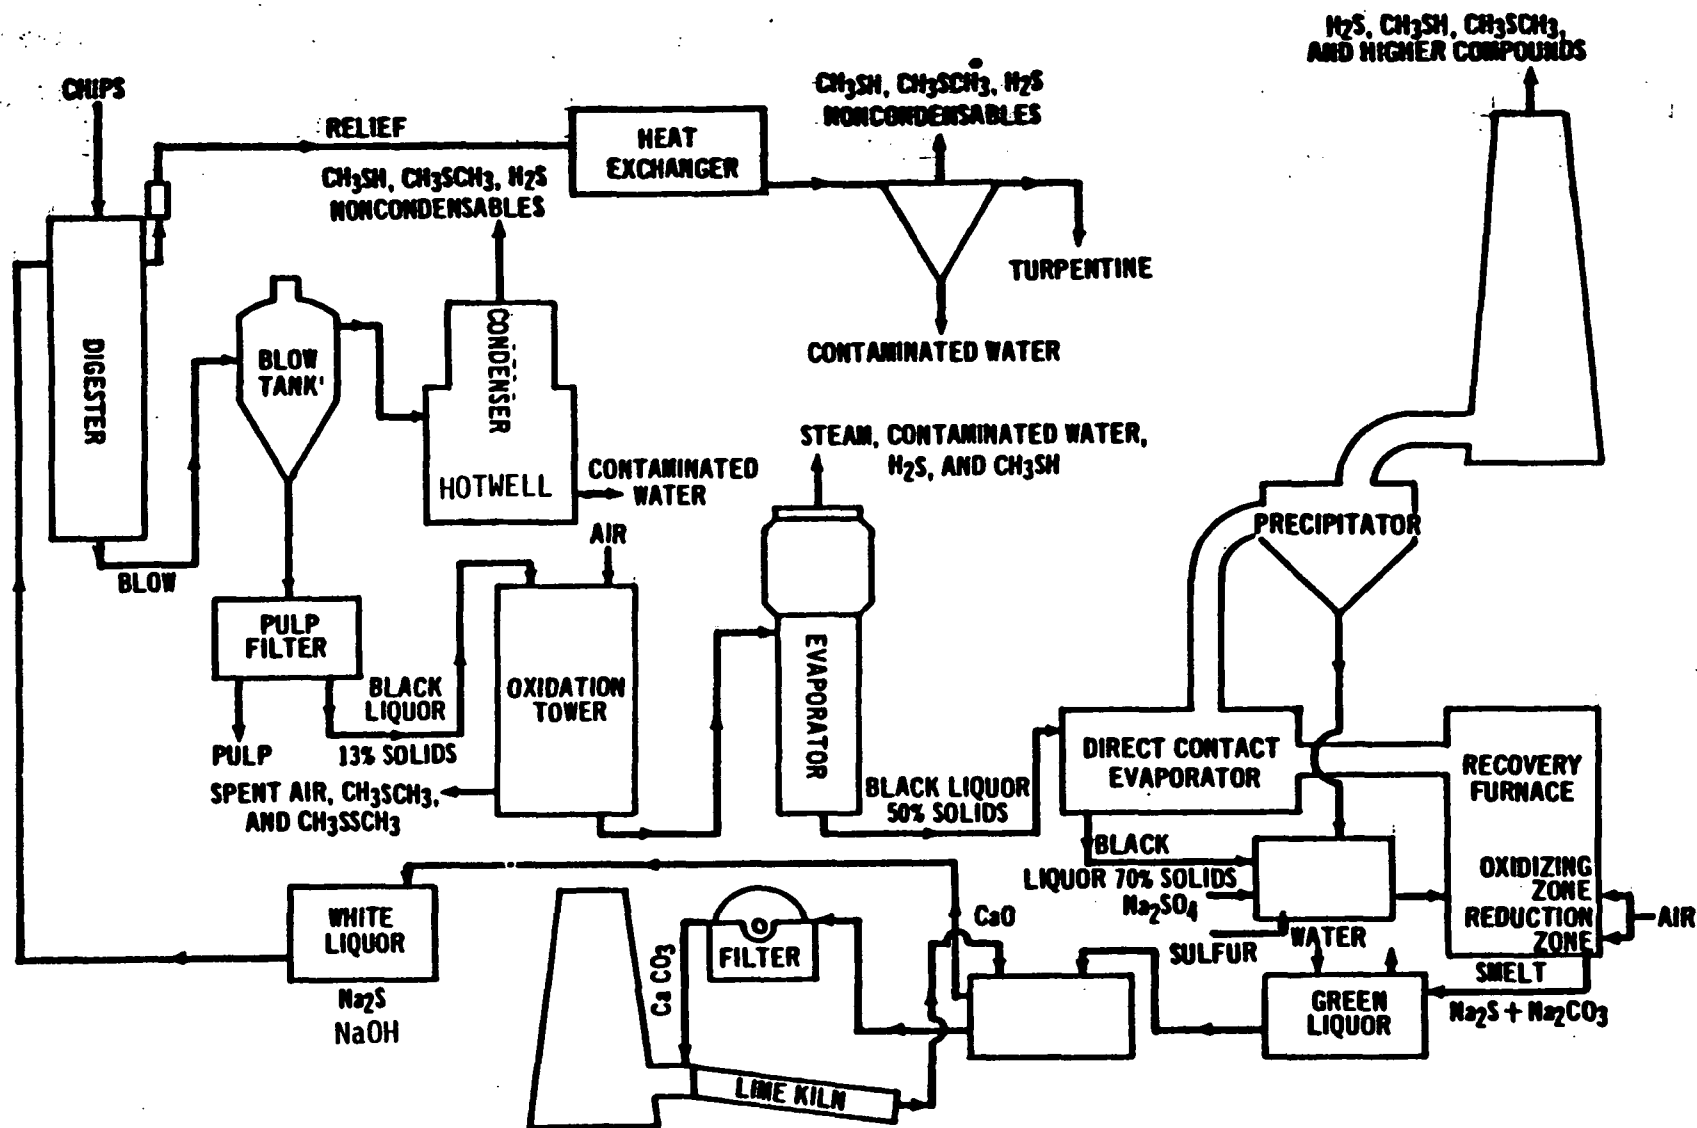 H₂S, CH₃SH, CH₃SCH₃,
AND HIGHER COMPOUNDS
CHIPS
RELIEF
HEAT
EXCHANGER
CH₃SH, CH₃SCH₃, H₂S
NONCONDENSABLES
CH₃SH, CH₃SCH₃, H₂S
NONCONDENSABLES
TURPENTINE
CONTAMINATED WATER
DIGESTER
BLOW
TANK
CONDENSER
HOTWELL
CONTAMINATED
WATER
STEAM, CONTAMINATED WATER,
H₂S, AND CH₃SH
PRECIPITATOR
AIR
BLOW
PULP
FILTER
BLACK
LIQUOR
13% SOLIDS
PULP
OXIDATION
TOWER
SPENT AIR, CH₃SCH₃,
AND CH₃SSCH₃
EVAPORATOR
BLACK LIQUOR
50% SOLIDS
DIRECT CONTACT
EVAPORATOR
RECOVERY
FURNACE
OXIDIZING
ZONE
REDUCTION
ZONE
AIR
BLACK
LIQUOR 70% SOLIDS
Na₂SO₄
SULFUR
WATER
SMELT
Na₂S + Na₂CO₃
GREEN
LIQUOR
CaO
WHITE
LIQUOR
Na₂S
NaOH
FILTER
Ca CO₃
LIME KILN